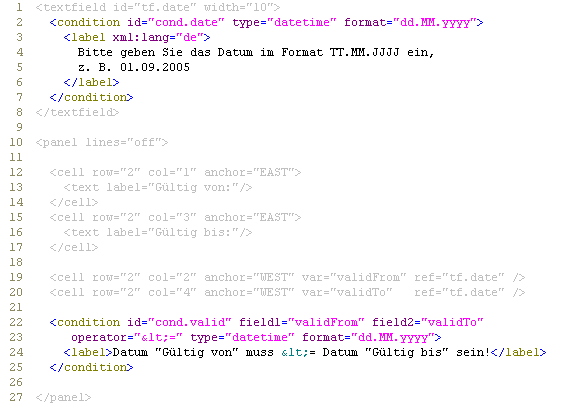 1 <textfield id="tf.date" width="10">
2   <condition id="cond.date" type="datetime" format="dd.MM.yyyy">
3     <label xml:lang="de">
4       Bitte geben Sie das Datum im Format TT.MM.JJJJ ein,
5       z. B. 01.09.2005
6     </label>
7   </condition>
8 </textfield>
9
10 <panel lines="off">
11
12   <cell row="2" col="1" anchor="EAST">
13     <text label="Gültig von:"/>
14   </cell>
15   <cell row="2" col="3" anchor="EAST">
16     <text label="Gültig bis:"/>
17   </cell>
18
19   <cell row="2" col="2" anchor="WEST" var="validFrom" ref="tf.date" />
20   <cell row="2" col="4" anchor="WEST" var="validTo"   ref="tf.date" />
21
22   <condition id="cond.valid" field1="validFrom" field2="validTo"
23      operator="&lt;=" type="datetime" format="dd.MM.yyyy">
24     <label>Datum "Gültig von" muss &lt;= Datum "Gültig bis" sein!</label>
25   </condition>
26
27 </panel>